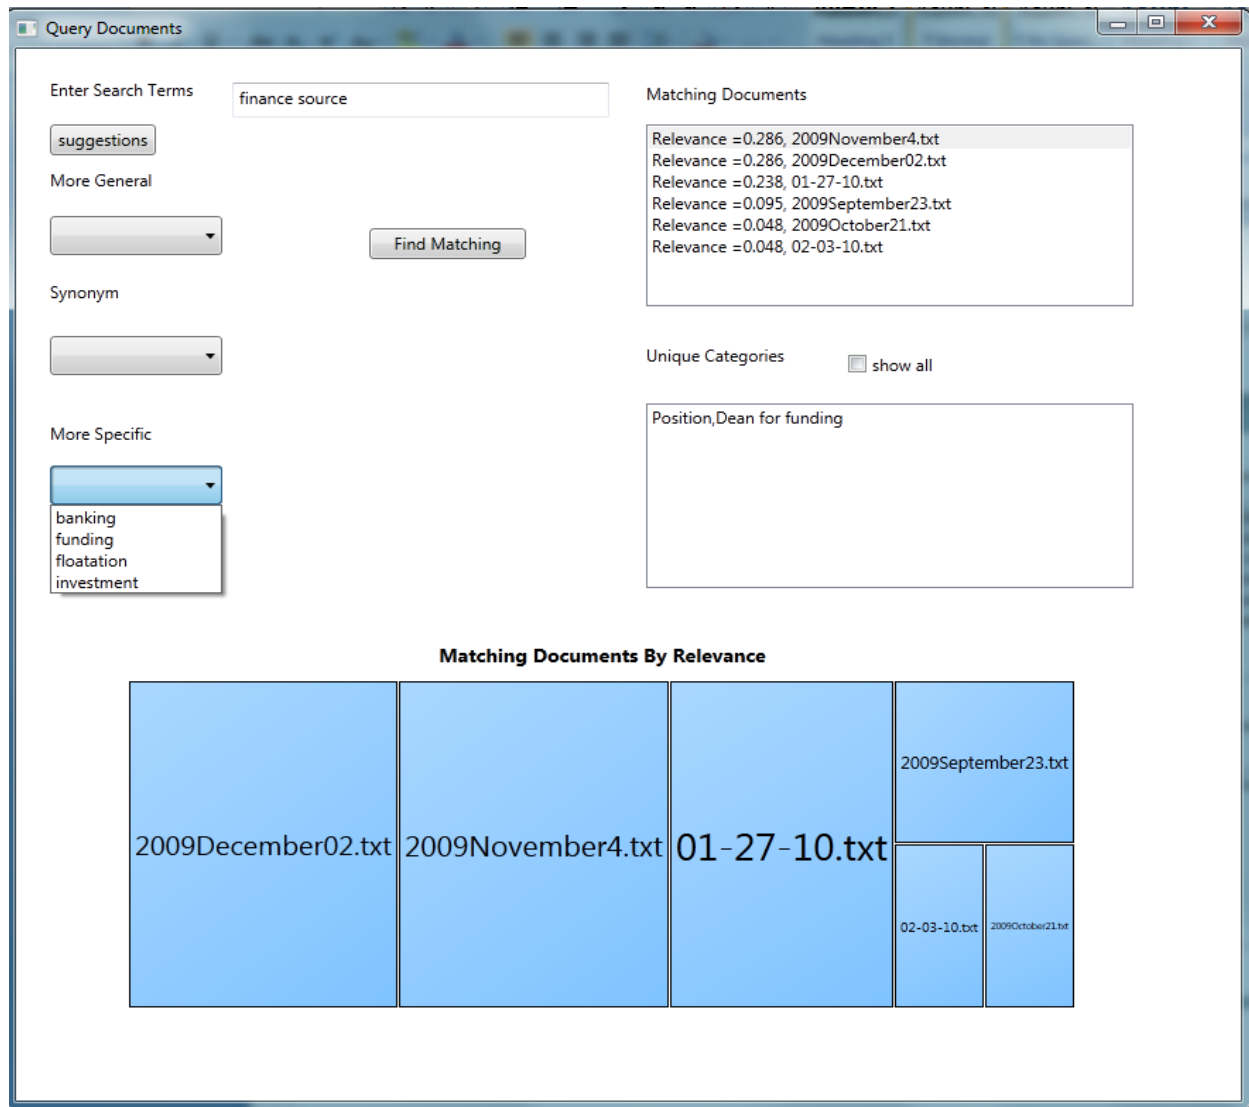 Query Documents
Enter Search Terms
finance source
suggestions
More General
Find Matching
Synonym
More Specific
banking
funding
floatation
investment
Matching Documents
Relevance =0.286, 2009November4.txt
Relevance =0.286, 2009December02.txt
Relevance =0.238, 01-27-10.txt
Relevance =0.095, 2009September23.txt
Relevance =0.048, 2009October21.txt
Relevance =0.048, 02-03-10.txt
Unique Categories
show all
Position,Dean for funding
Matching Documents By Relevance
2009December02.txt
2009November4.txt
01-27-10.txt
2009September23.txt
02-03-10.txt
2009October21.txt